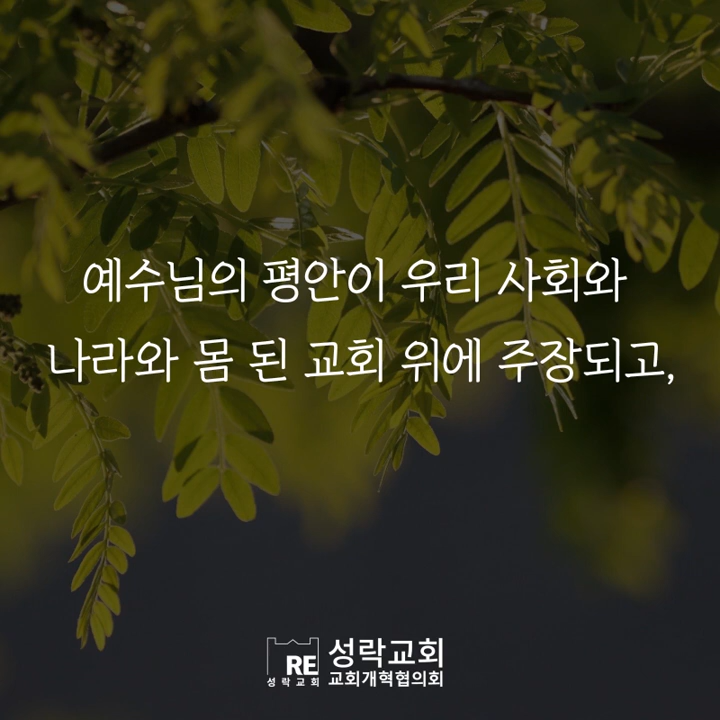 예수님의 평안이 우리 사회와
나라와 몸 된 교회 위에 주장되고,
RE
성락교회
성락교회
교회개혁협의회